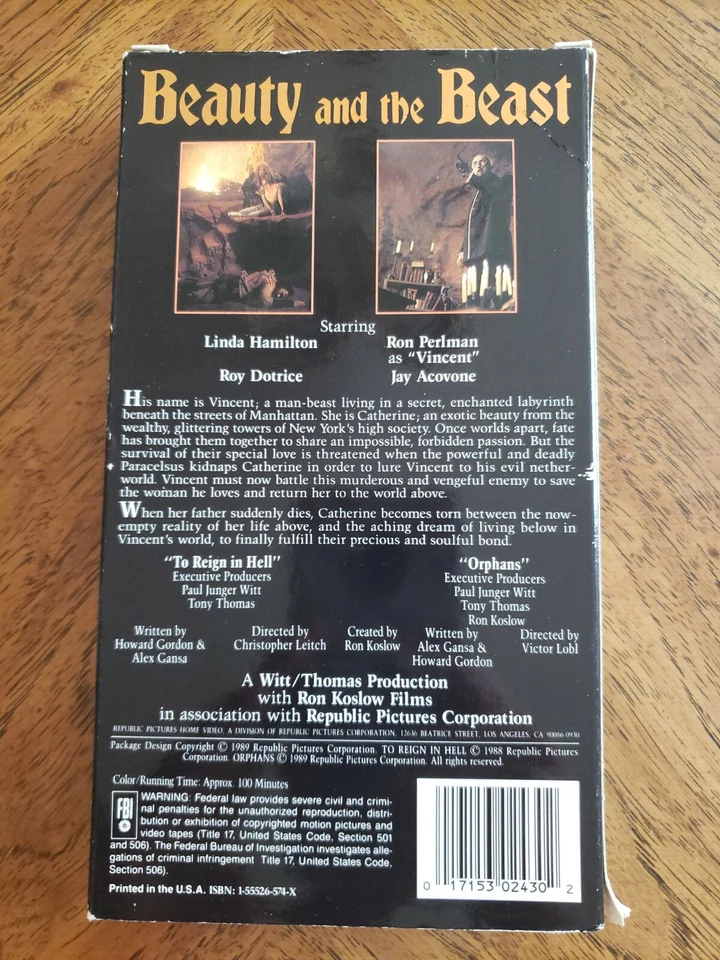 Beauty and the Beast
Starring
Linda Hamilton
Ron Perlman
as "Vincent"
Roy Dotrice
Jay Acovone
His name is Vincent; a man-beast living in a secret, enchanted labyrinth
beneath the streets of Manhattan. She is Catherine; an exotic beauty from the
wealthy, glittering towers of New York's high society. Once worlds apart, fate
has brought them together to share an impossible, forbidden passion. But the
survival of their special love is threatened when the powerful and deadly
Paracelsus kidnaps Catherine in order to lure Vincent to his evil nether-
world. Vincent must now battle this murderous and vengeful enemy to save
the woman he loves and return her to the world above.
When her father suddenly dies, Catherine becomes torn between the now-
empty reality of her life above, and the aching dream of living below in
Vincent's world, to finally fulfill their precious and soulful bond.
"To Reign in Hell"
Executive Producers
Paul Junger Witt
Tony Thomas
Written by
Howard Gordon &
Alex Gansa
Directed by
Christopher Leitch
Created by
Ron Koslow
"Orphans"
Executive Producers
Paul Junger Witt
Tony Thomas
Ron Koslow
Written by
Alex Gansa &
Howard Gordon
Directed by
Victor Lobl
A Witt/Thomas Production
with Ron Koslow Films
in association with Republic Pictures Corporation
REPUBLIC PICTURES HOME VIDEO, A DIVISION OF REPUBLIC PICTURES CORPORATION, 12636 BEATRICE STREET, LOS ANGELES, CA 90066-0930
Package Design Copyright © 1989 Republic Pictures Corporation. TO REIGN IN HELL © 1988 Republic Pictures
Corporation. ORPHANS © 1989 Republic Pictures Corporation. All rights reserved.
Color/Running Time: Approx. 100 Minutes
FBI
WARNING: Federal law provides severe civil and crimi-
nal penalties for the unauthorized reproduction, distri-
bution or exhibition of copyrighted motion pictures and
video tapes (Title 17, United States Code, Section 501
and 506). The Federal Bureau of Investigation investigates alle-
gations of criminal infringement Title 17, United States Code,
Section 506).
Printed in the U.S.A. ISBN: 1-55526-574-X
0 17153 02430 2